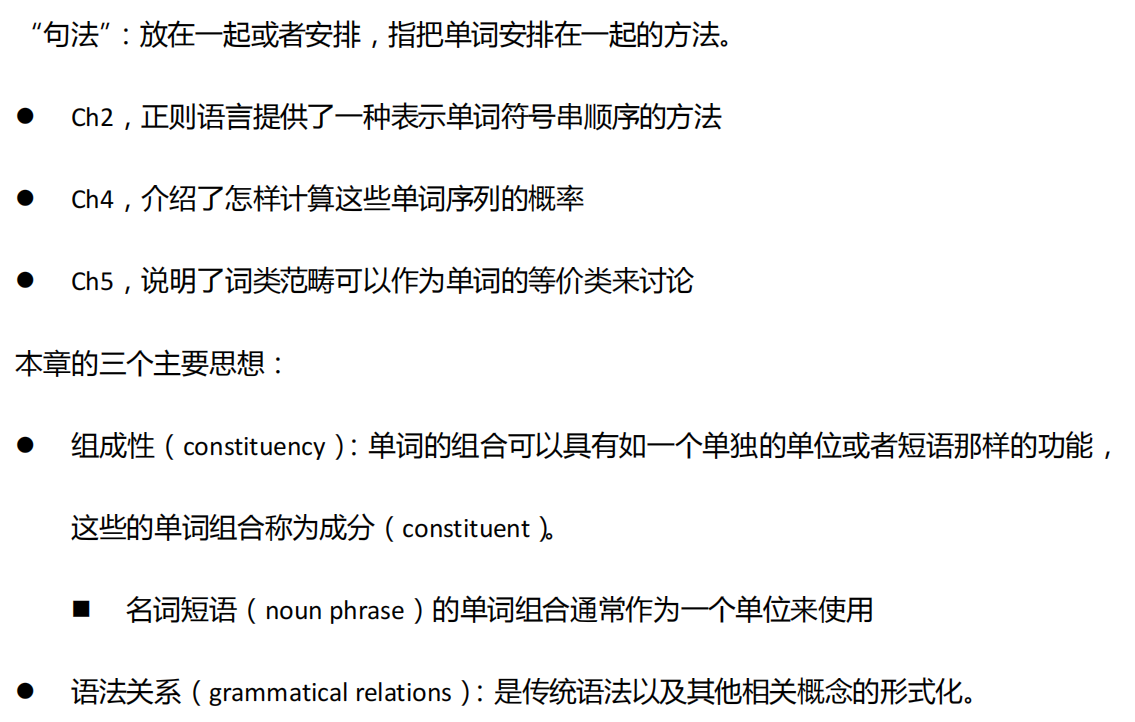 “句法”：放在一起或者安排，指把单词安排在一起的方法。
● Ch2，正则语言提供了一种表示单词符号串顺序的方法
● Ch4，介绍了怎样计算这些单词序列的概率
● Ch5，说明了词类范畴可以作为单词的等价类来讨论
本章的三个主要思想：
● 组成性（constituency）：单词的组合可以具有如一个单独的单位或者短语那样的功能，
这些的单词组合称为成分（constituent）。
■ 名词短语（noun phrase）的单词组合通常作为一个单位来使用
● 语法关系（grammatical relations）：是传统语法以及其他相关概念的形式化。